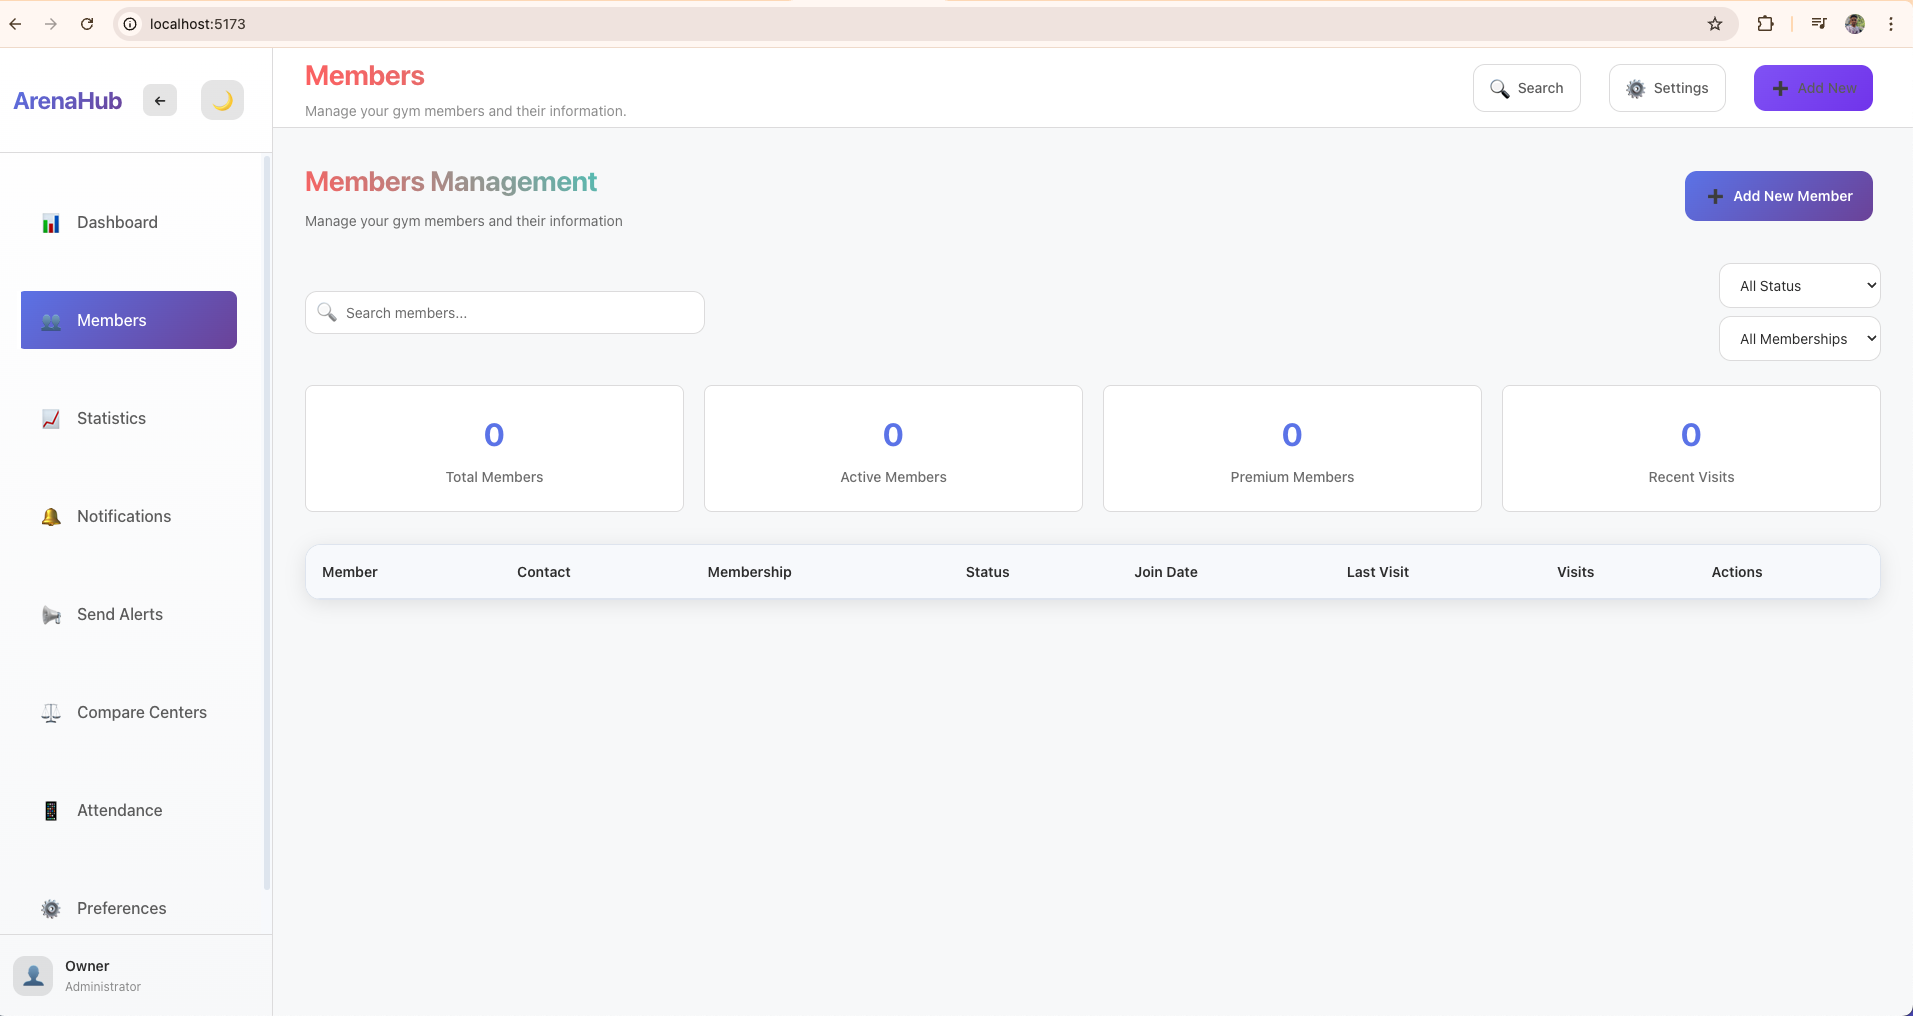 localhost:5173
ArenaHub
Members
Manage your gym members and their information.
Search
Settings
Add New
Dashboard
Members
Statistics
Notifications
Send Alerts
Compare Centers
Attendance
Preferences
Owner
Administrator
Members Management
Manage your gym members and their information
Add New Member
Search members...
All Status
All Memberships
0
Total Members
0
Active Members
0
Premium Members
0
Recent Visits
Member Contact Membership Status Join Date Last Visit Visits Actions